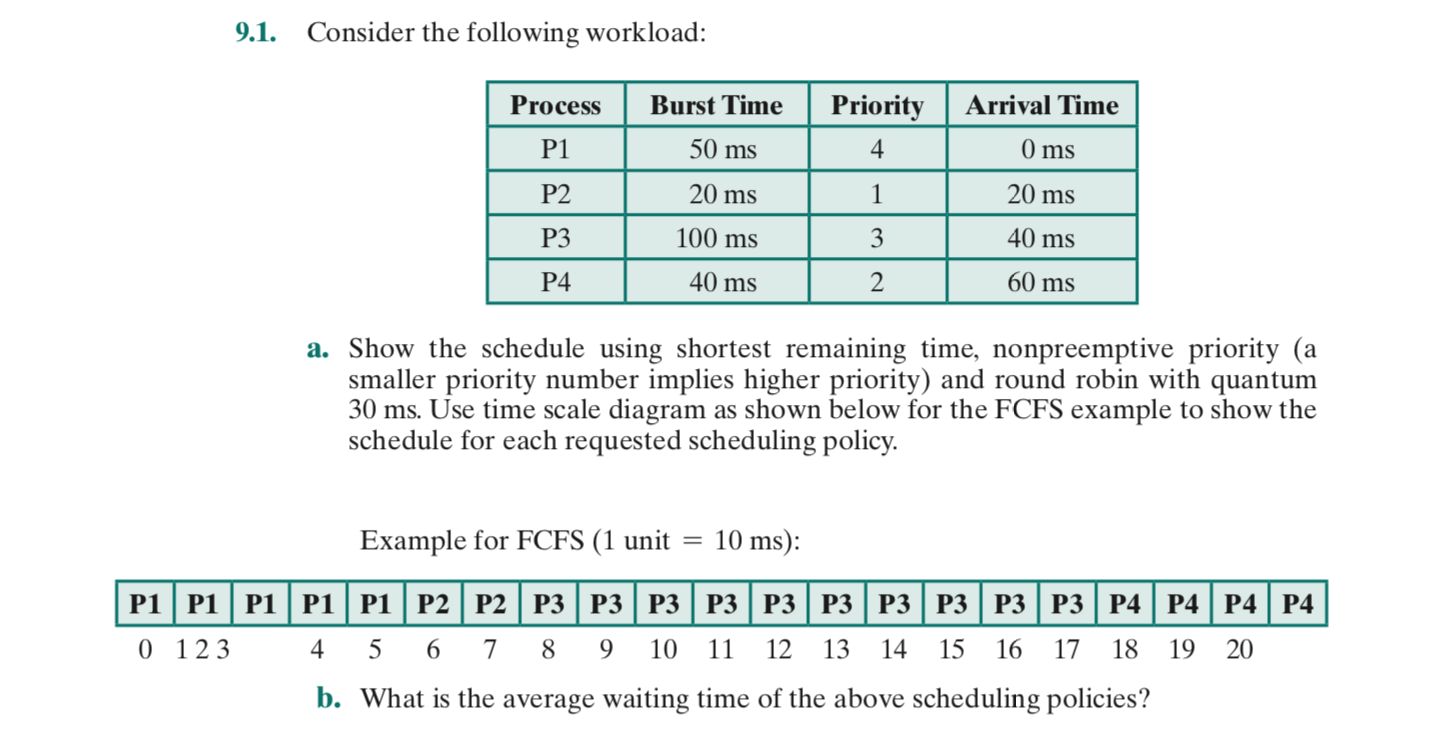 9.1. Consider the following workload:
Process Burst Time Priority Arrival Time
P1 50 ms 4 0 ms
P2 20 ms 1 20 ms
P3 100 ms 3 40 ms
P4 40 ms 2 60 ms
a. Show the schedule using shortest remaining time, nonpreemptive priority (a
smaller priority number implies higher priority) and round robin with quantum
30 ms. Use time scale diagram as shown below for the FCFS example to show the
schedule for each requested scheduling policy.
Example for FCFS (1 unit = 10 ms):
P1 P1 P1 P1 P1 P2 P2 P3 P3 P3 P3 P3 P3 P3 P3 P3 P3 P4 P4 P4 P4
0 1 2 3 4 5 6 7 8 9 10 11 12 13 14 15 16 17 18 19 20
b. What is the average waiting time of the above scheduling policies?